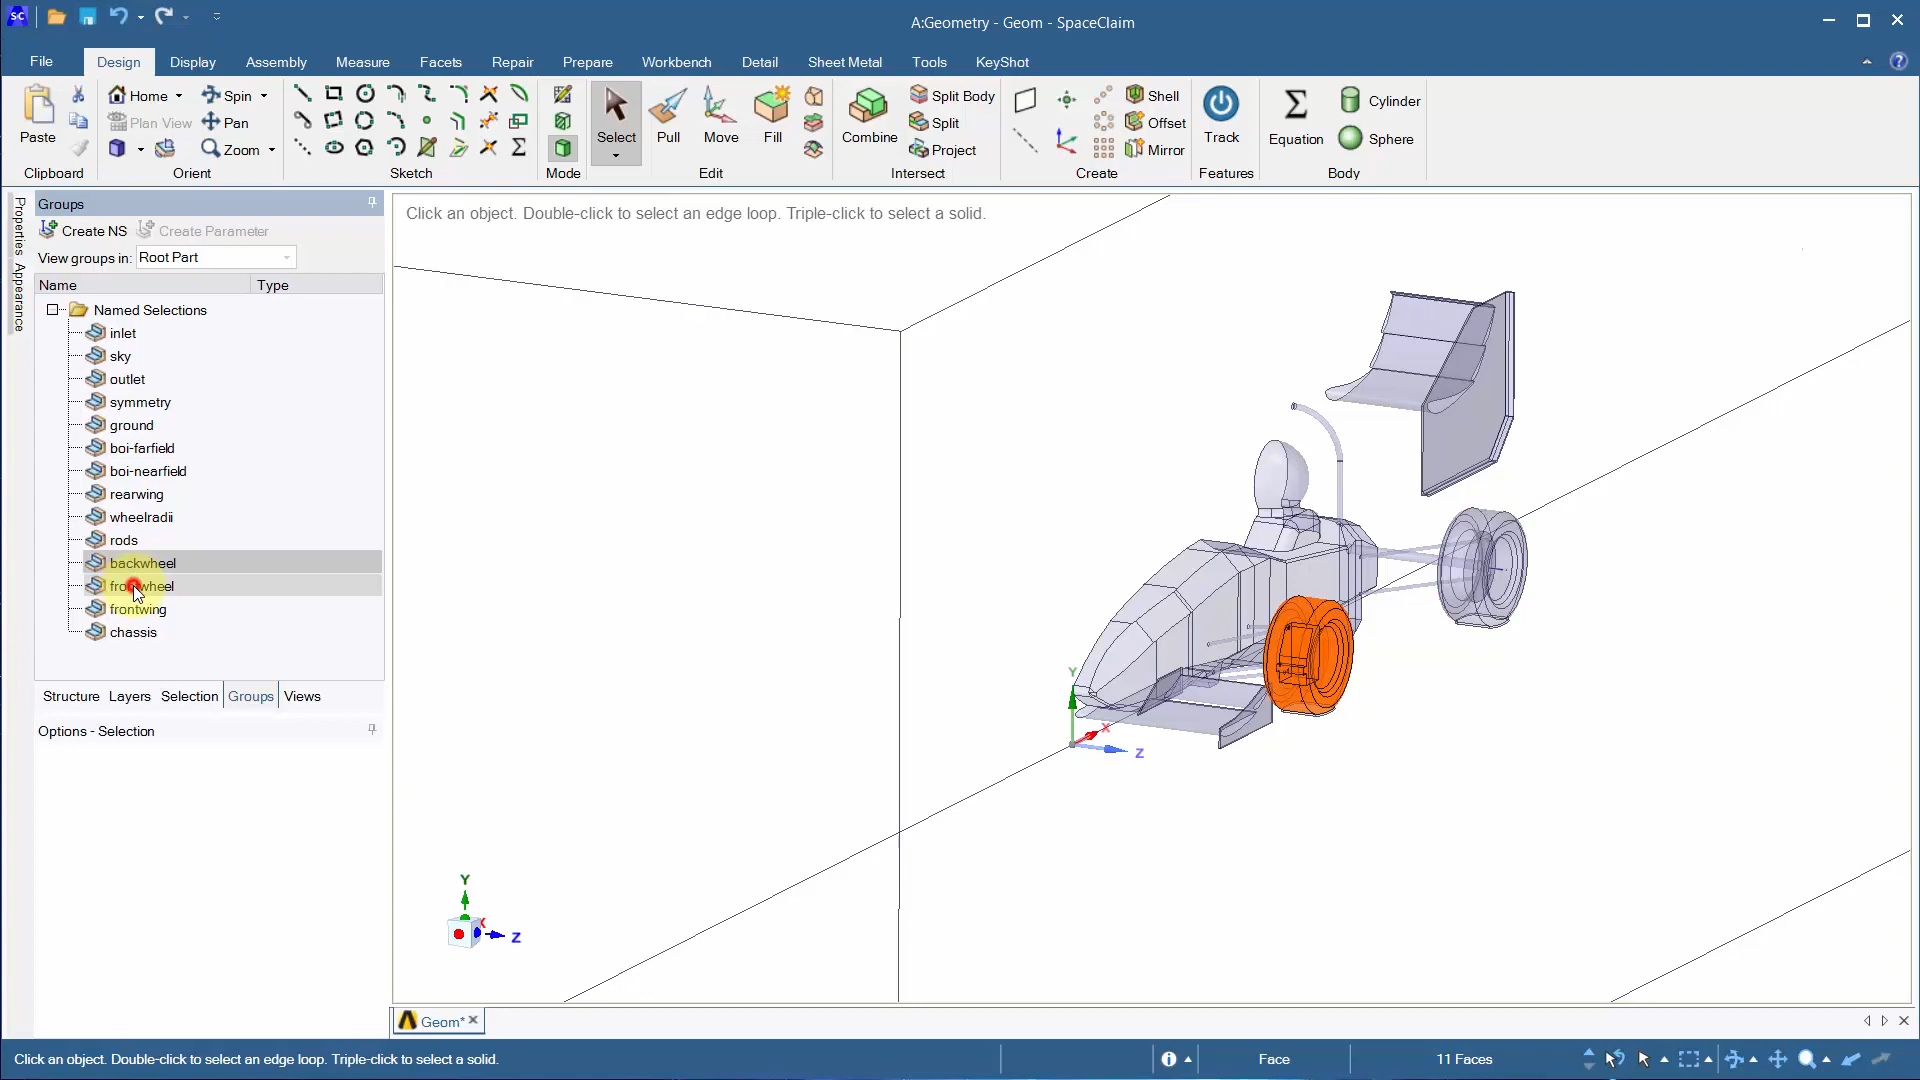 SC
A:Geometry - Geom - SpaceClaim
File Design Display Assembly Measure Facets Repair Prepare Workbench Detail Sheet Metal Tools KeyShot
Home Spin Split Body Shell Cylinder
Plan View Pan Split Offset
Paste Select Pull Move Fill Combine Track Equation
Zoom Project Mirror Sphere
Clipboard Orient Sketch Mode Edit Intersect Create Features Body
Properties
Appearance
Groups
Create NS Create Parameter
View groups in: Root Part
Name Type
Named Selections
inlet
sky
outlet
symmetry
ground
boi-farfield
boi-nearfield
rearwing
wheelradii
rods
backwheel
frontwheel
frontwing
chassis
Structure Layers Selection Groups Views
Options - Selection
Click an object. Double-click to select an edge loop. Triple-click to select a solid.
Y
X
Z
Y
X
Z
Geom*
Click an object. Double-click to select an edge loop. Triple-click to select a solid.
Face
11 Faces